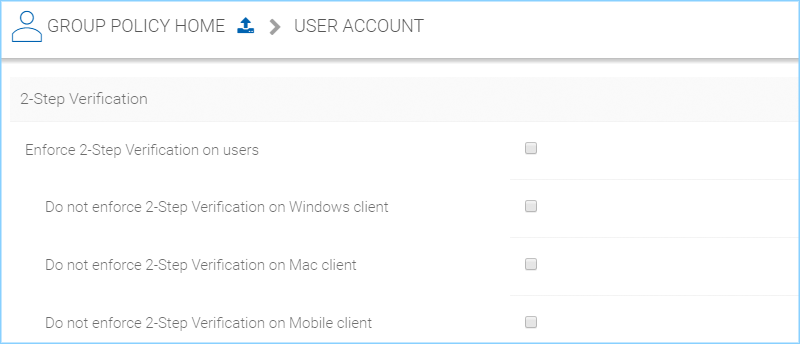 GROUP POLICY HOME USER ACCOUNT
2-Step Verification
Enforce 2-Step Verification on users
Do not enforce 2-Step Verification on Windows client
Do not enforce 2-Step Verification on Mac client
Do not enforce 2-Step Verification on Mobile client